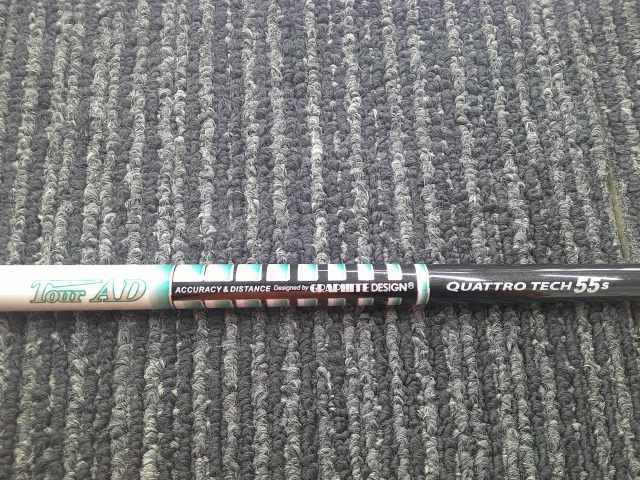 Tour AD ACCURACY & DISTANCE Designed by GRAPHITE DESIGN® QUATTRO TECH 55s